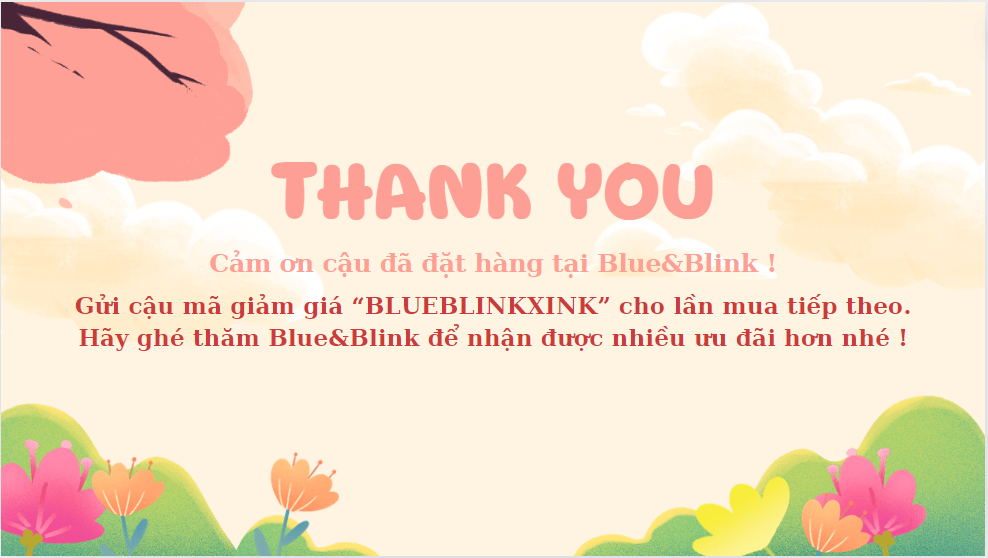 THANK YOU
Cảm ơn cậu đã đặt hàng tại Blue&Blink !
Gửi cậu mã giảm giá “BLUEBLINKXINK” cho lần mua tiếp theo.
Hãy ghé thăm Blue&Blink để nhận được nhiều ưu đãi hơn nhé !